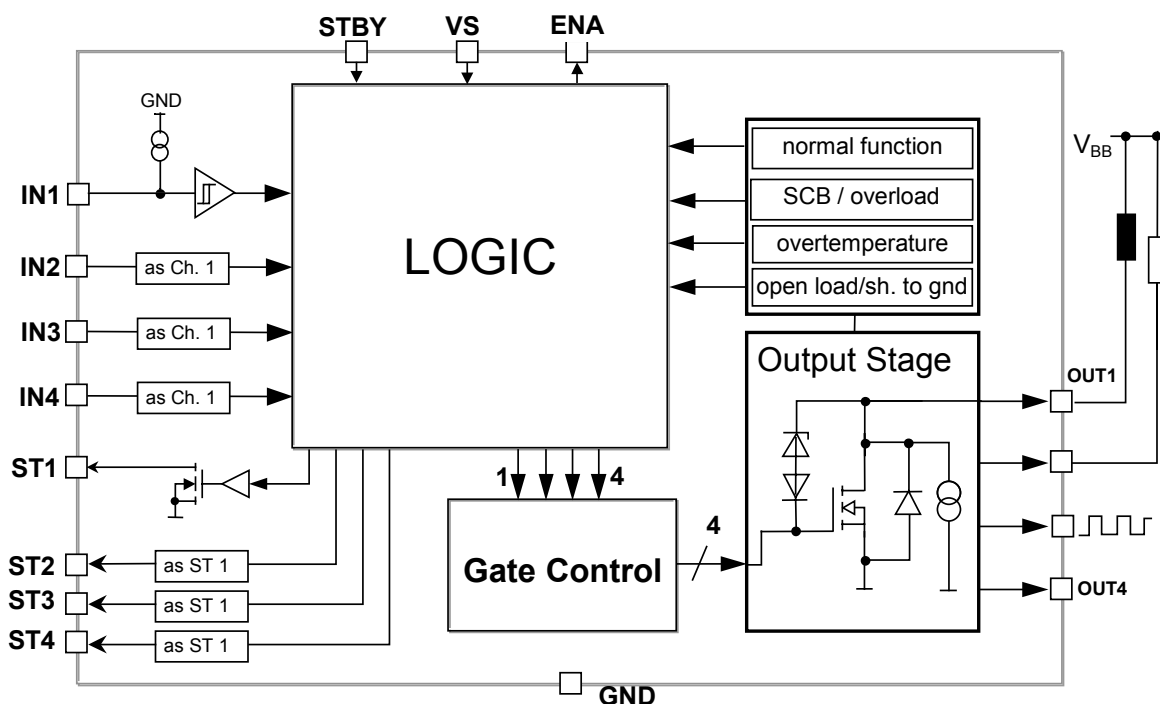 STBY VS ENA
GND
IN1
IN2 as Ch. 1
IN3 as Ch. 1
IN4 as Ch. 1
LOGIC
normal function
SCB / overload
overtemperature
open load/sh. to gnd
VBB
Output Stage
OUT1
OUT4
ST1
ST2 as ST 1
ST3 as ST 1
ST4 as ST 1
1 4
Gate Control
4
GND